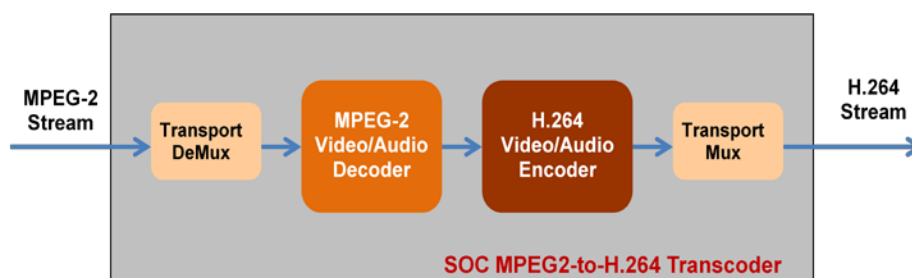 MPEG-2
Stream
Transport
DeMux
MPEG-2
Video/Audio
Decoder
H.264
Video/Audio
Encoder
Transport
Mux
H.264
Stream
SOC MPEG2-to-H.264 Transcoder